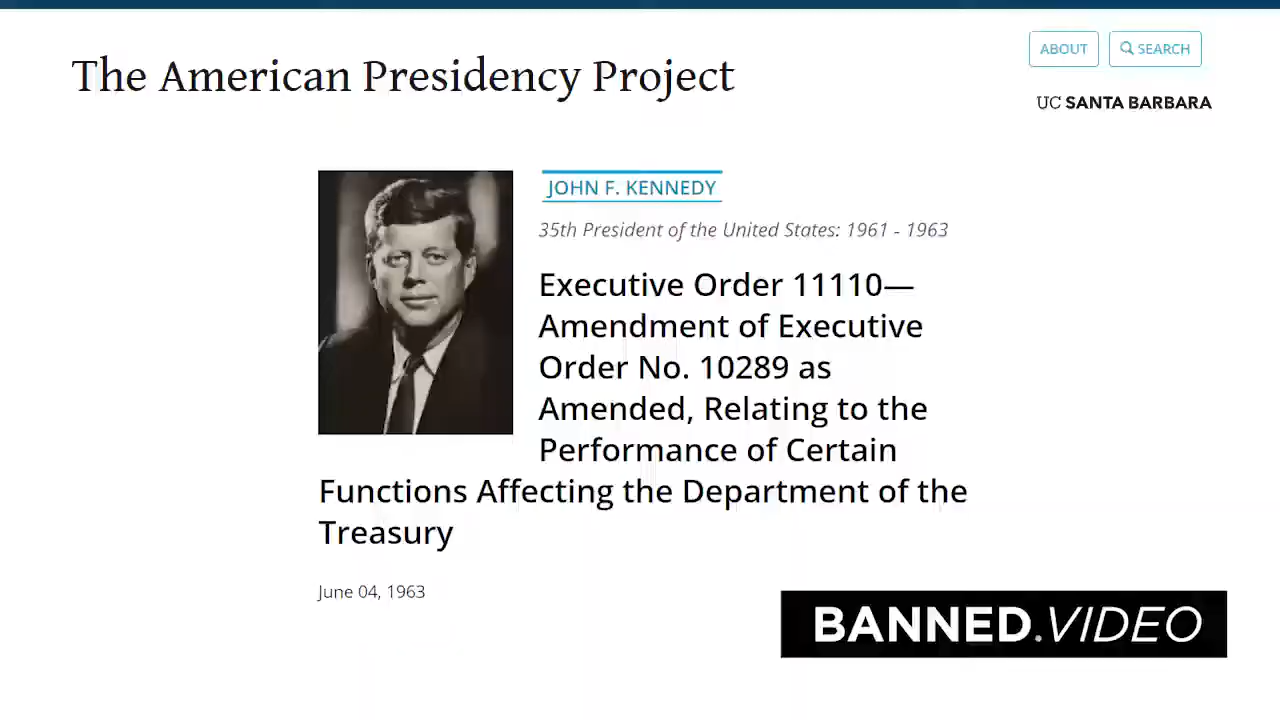 The American Presidency Project
ABOUT
SEARCH
UC SANTA BARBARA
JOHN F. KENNEDY
35th President of the United States: 1961 - 1963
Executive Order 11110—
Amendment of Executive
Order No. 10289 as
Amended, Relating to the
Performance of Certain
Functions Affecting the Department of the
Treasury
June 04, 1963
BANNED.VIDEO